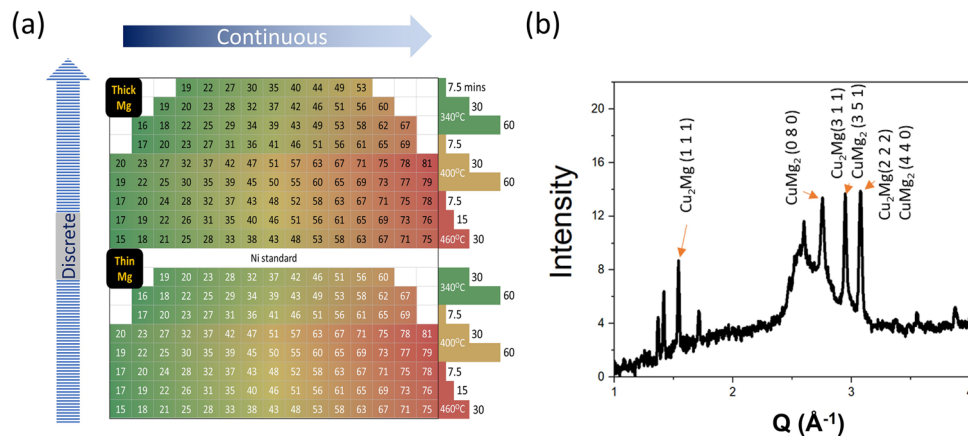 (a)
Continuous
Discrete
Thick
Mg
19 22 27 30 35 40 44 49 53 7.5 mins
19 20 23 28 32 37 42 46 51 56 60 30
16 18 22 25 29 34 39 43 49 53 58 62 67 340°C 60
17 20 23 27 31 36 41 46 51 56 61 65 69 7.5
20 23 27 32 37 42 47 51 57 63 67 71 75 78 81 400°C 30
19 22 25 30 35 39 45 50 55 60 65 69 73 77 79 60
17 20 24 28 32 37 43 48 53 58 63 67 72 75 78 7.5
17 19 22 26 31 35 40 46 51 56 61 65 69 73 76 15
15 18 21 25 28 33 38 43 48 53 58 63 67 71 75 460°C 30
Ni standard
Thin
Mg
19 20 23 28 32 37 42 46 51 56 60 30
16 18 22 25 29 34 39 43 49 53 58 62 67 340°C 60
17 20 23 27 31 36 41 46 51 56 61 65 69 7.5
20 23 27 32 37 42 47 51 57 63 67 71 75 78 81 400°C 30
19 22 25 30 35 39 45 50 55 60 65 69 73 77 79 60
17 20 24 28 32 37 43 48 53 58 63 67 72 75 78 7.5
17 19 22 26 31 35 40 46 51 56 61 65 69 73 76 15
15 18 21 25 28 33 38 43 48 53 58 63 67 71 75 460°C 30
(b)
Intensity
20
16
12
8
4
0
Cu₂Mg (1 1 1)
CuMg₂ (0 8 0)
Cu₂Mg(3 1 1)
CuMg₂ (3 5 1)
Cu₂Mg(2 2 2)
CuMg₂ (4 4 0)
1 2 3 4
Q (Å⁻¹)